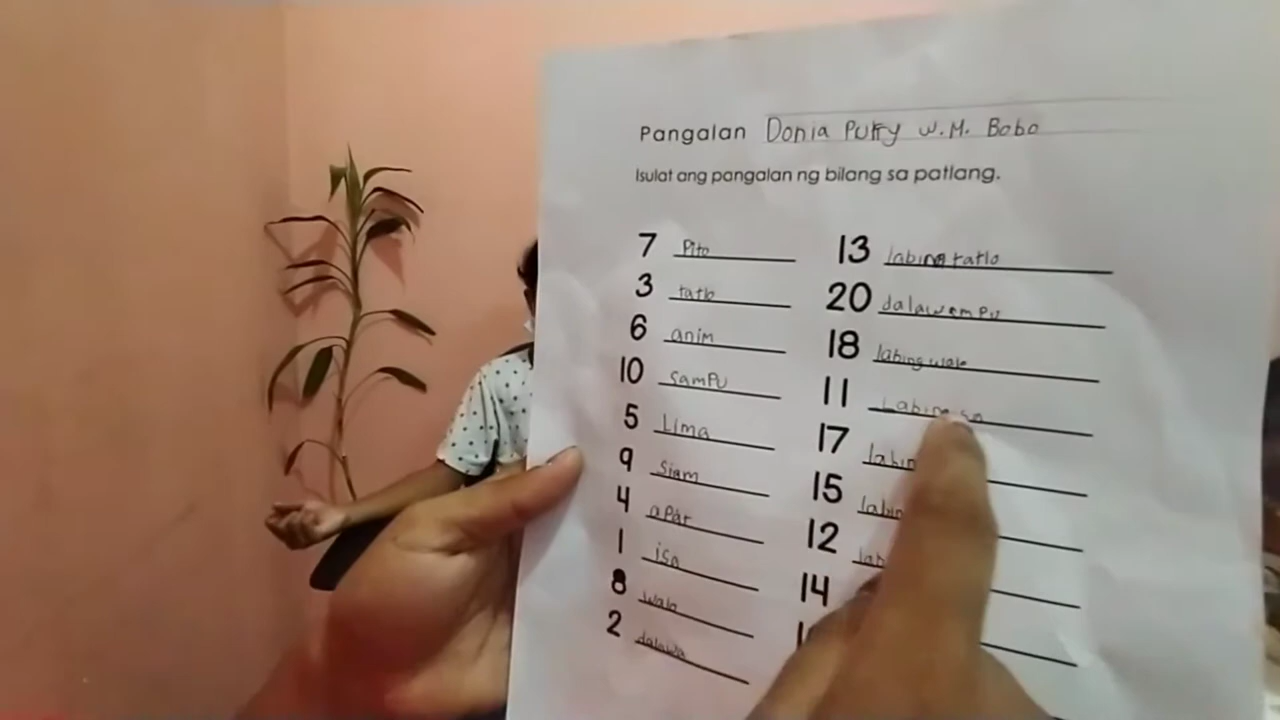 Pangalan Donia Putry W.M. Bobo
Isulat ang pangalan ng bilang sa patlang.
7 Pito
3 tatlo
6 anim
10 SamPu
5 Lima
9 Siam
4 aPat
1 isa
8 walo
2 dalawa
13 labing tatlo
20 dalawamPu
18 labing walo
11
17
15
12
14